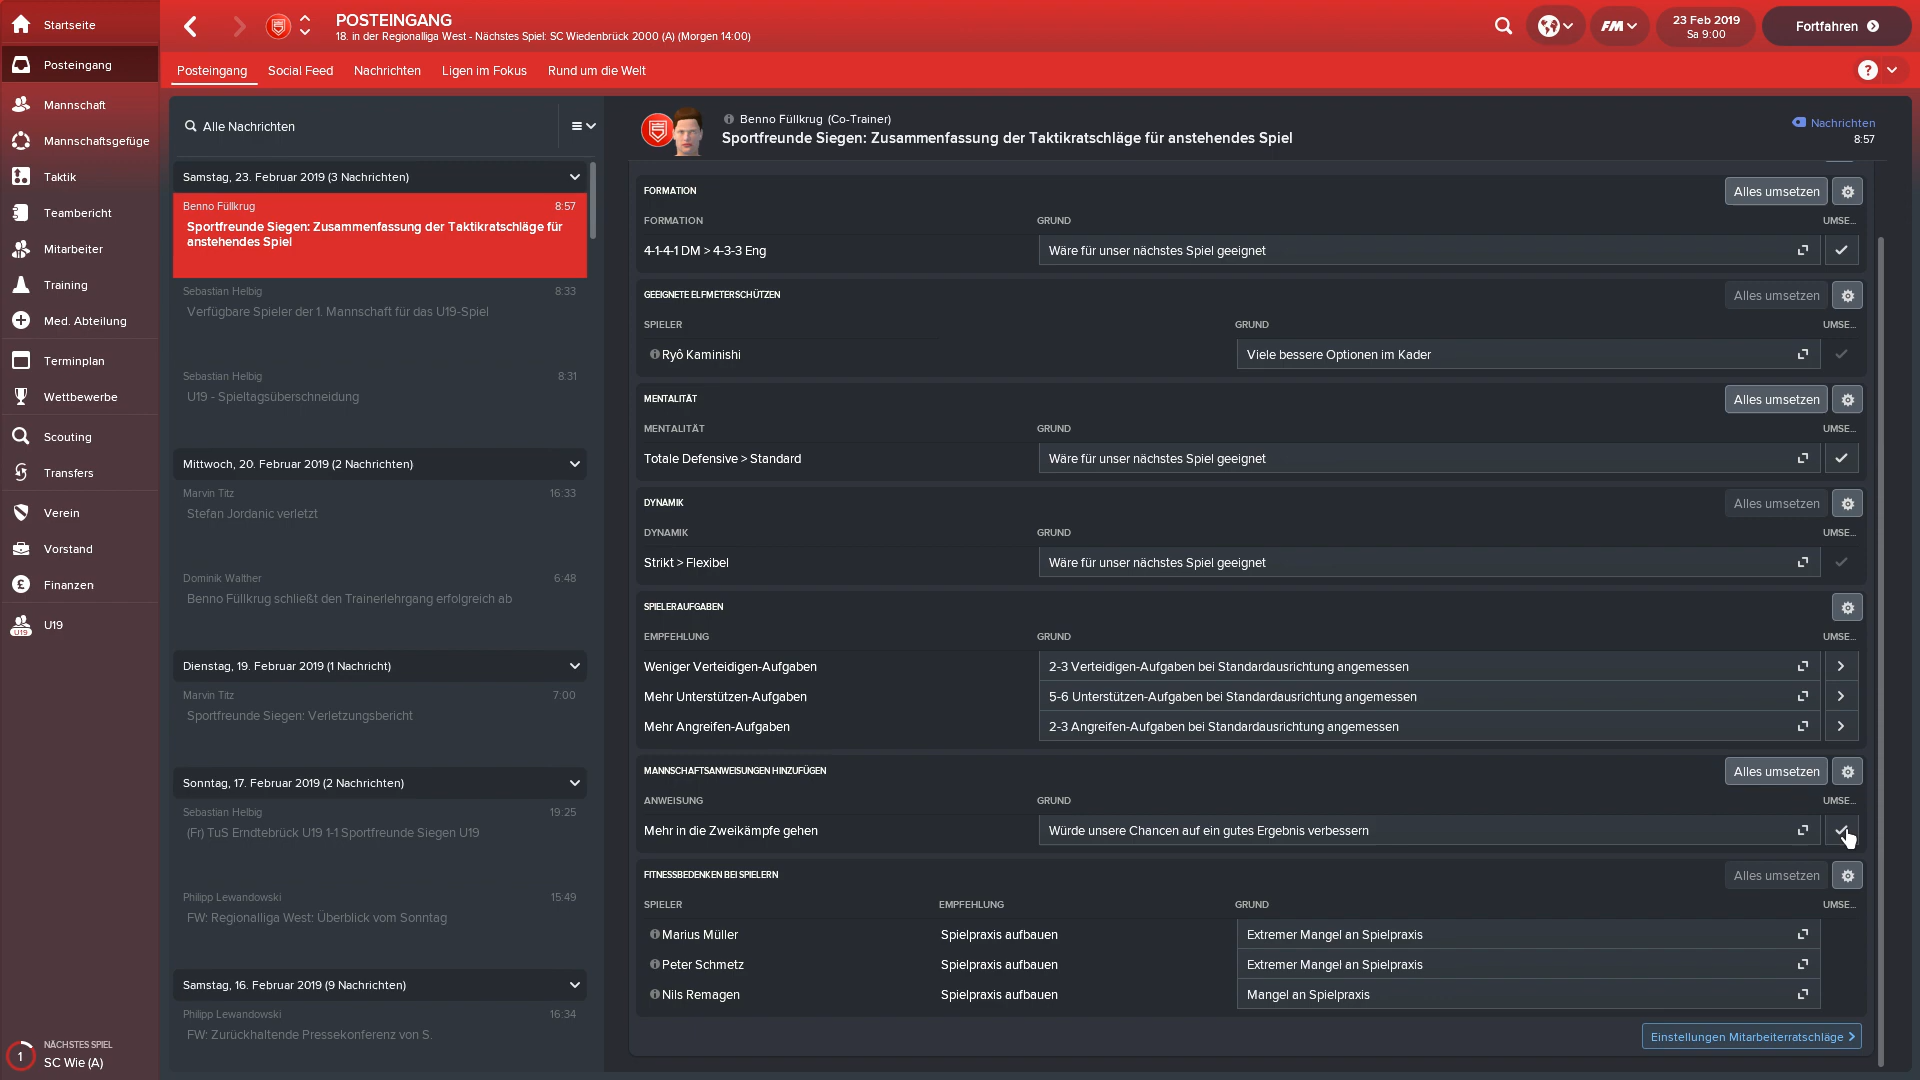 Startseite
Posteingang
Mannschaft
Mannschaftsgefüge
Taktik
Teambericht
Mitarbeiter
Training
Med. Abteilung
Terminplan
Wettbewerbe
Scouting
Transfers
Verein
Vorstand
Finanzen
U19
U19
NÄCHSTES SPIEL
1
SC Wie (A)
POSTEINGANG
18. in der Regionalliga West - Nächstes Spiel: SC Wiedenbrück 2000 (A) (Morgen 14:00)
FM
23 Feb 2019
Sa 9:00
Fortfahren
Posteingang
Social Feed
Nachrichten
Ligen im Fokus
Rund um die Welt
?
Alle Nachrichten
Samstag, 23. Februar 2019 (3 Nachrichten)
Benno Füllkrug 8:57
Sportfreunde Siegen: Zusammenfassung der Taktikratschläge für
anstehendes Spiel
Sebastian Helbig 8:33
Verfügbare Spieler der 1. Mannschaft für das U19-Spiel
Sebastian Helbig 8:31
U19 - Spieltagsüberschneidung
Mittwoch, 20. Februar 2019 (2 Nachrichten)
Marvin Titz 16:33
Stefan Jordanic verletzt
Dominik Walther 6:48
Benno Füllkrug schließt den Trainerlehrgang erfolgreich ab
Dienstag, 19. Februar 2019 (1 Nachricht)
Marvin Titz 7:00
Sportfreunde Siegen: Verletzungsbericht
Sonntag, 17. Februar 2019 (2 Nachrichten)
Sebastian Helbig 19:25
(Fr) TuS Erndtebrück U19 1-1 Sportfreunde Siegen U19
Philipp Lewandowski 15:49
FW: Regionalliga West: Überblick vom Sonntag
Samstag, 16. Februar 2019 (9 Nachrichten)
Philipp Lewandowski 16:34
FW: Zurückhaltende Pressekonferenz von S.
Benno Füllkrug (Co-Trainer)
Sportfreunde Siegen: Zusammenfassung der Taktikratschläge für anstehendes Spiel
Nachrichten
8:57
FORMATION Alles umsetzen
FORMATION GRUND UMSE...
4-1-4-1 DM > 4-3-3 Eng Wäre für unser nächstes Spiel geeignet
GEEIGNETE ELFMETERSCHÜTZEN Alles umsetzen
SPIELER GRUND UMSE...
Ryô Kaminishi Viele bessere Optionen im Kader
MENTALITÄT Alles umsetzen
MENTALITÄT GRUND UMSE...
Totale Defensive > Standard Wäre für unser nächstes Spiel geeignet
DYNAMIK Alles umsetzen
DYNAMIK GRUND UMSE...
Strikt > Flexibel Wäre für unser nächstes Spiel geeignet
SPIELERAUFGABEN
EMPFEHLUNG GRUND UMSE...
Weniger Verteidigen-Aufgaben 2-3 Verteidigen-Aufgaben bei Standardausrichtung angemessen
Mehr Unterstützen-Aufgaben 5-6 Unterstützen-Aufgaben bei Standardausrichtung angemessen
Mehr Angreifen-Aufgaben 2-3 Angreifen-Aufgaben bei Standardausrichtung angemessen
MANNSCHAFTSANWEISUNGEN HINZUFÜGEN Alles umsetzen
ANWEISUNG GRUND UMSE...
Mehr in die Zweikämpfe gehen Würde unsere Chancen auf ein gutes Ergebnis verbessern
FITNESSBEDENKEN BEI SPIELERN Alles umsetzen
SPIELER EMPFEHLUNG GRUND UMSE...
Marius Müller Spielpraxis aufbauen Extremer Mangel an Spielpraxis
Peter Schmetz Spielpraxis aufbauen Extremer Mangel an Spielpraxis
Nils Remagen Spielpraxis aufbauen Mangel an Spielpraxis
Einstellungen Mitarbeiterratschläge